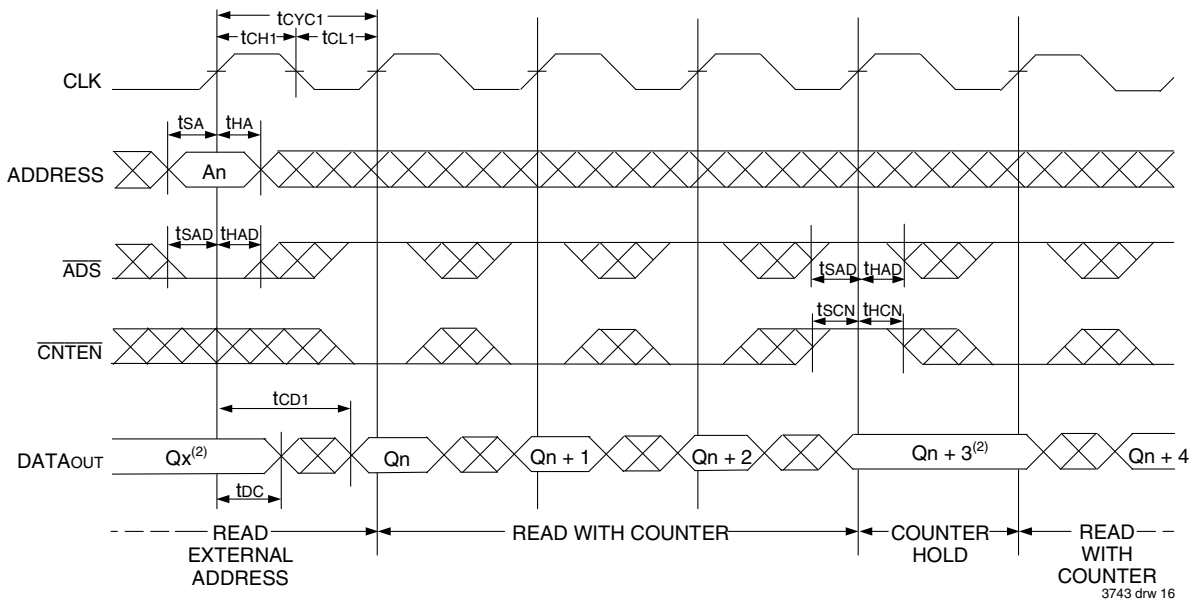 tCYC1
tCH1 tCL1
CLK
tSA tHA
ADDRESS An
tSAD tHAD
ADS
tSAD tHAD
tSCN tHCN
CNTEN
tCD1
DATAOUT Qx(2) Qn Qn + 1 Qn + 2 Qn + 3(2) Qn + 4
tDC
READ EXTERNAL ADDRESS
READ WITH COUNTER
COUNTER HOLD
READ WITH COUNTER
3743 drw 16